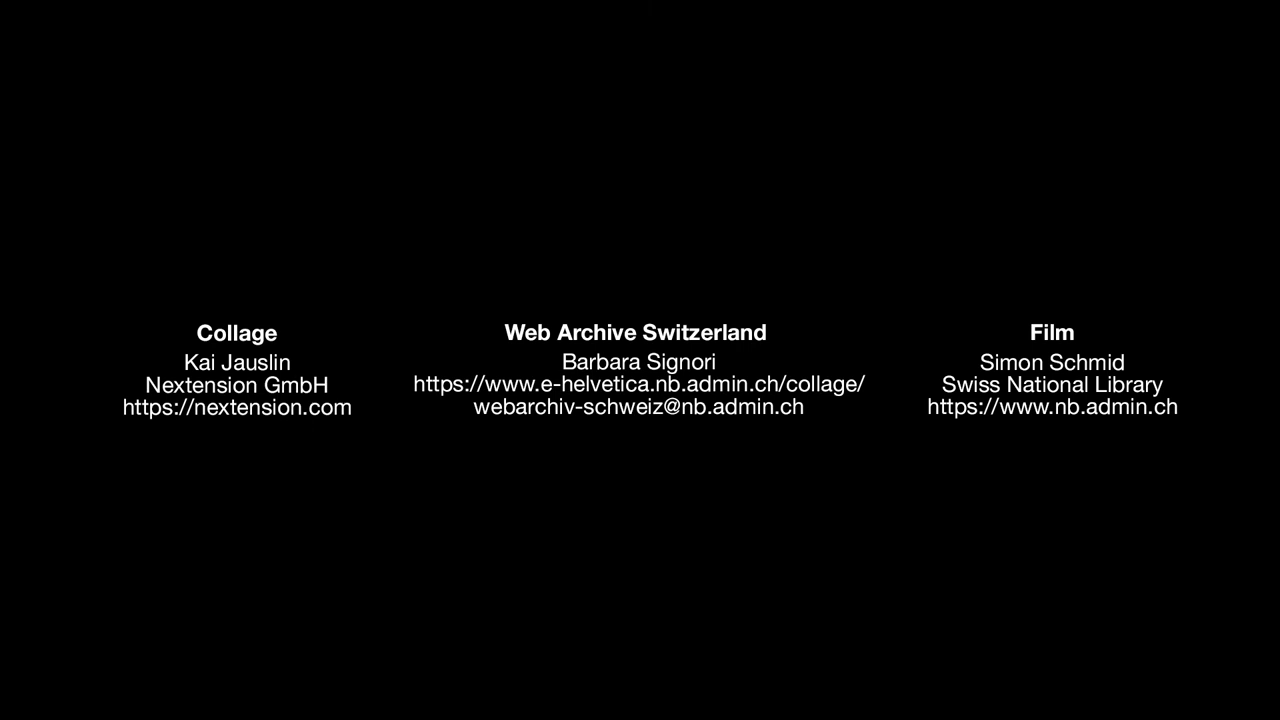 Collage
Kai Jauslin
Nextension GmbH
https://nextension.com
Web Archive Switzerland
Barbara Signori
https://www.e-helvetica.nb.admin.ch/collage/
webarchiv-schweiz@nb.admin.ch
Film
Simon Schmid
Swiss National Library
https://www.nb.admin.ch